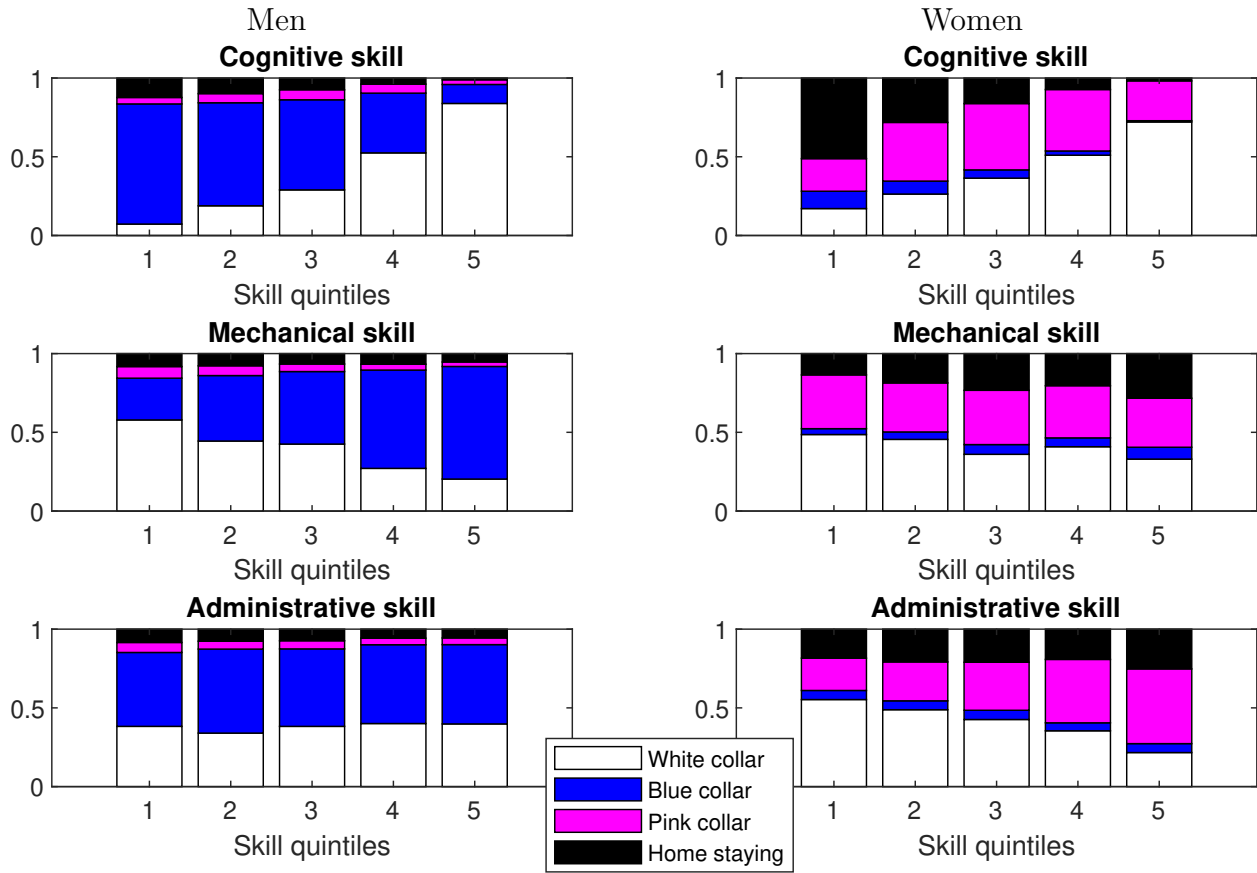 Men
Women
Cognitive skill
Cognitive skill
1
0.5
0
1 2 3 4 5
Skill quintiles
1
0.5
0
1 2 3 4 5
Skill quintiles
Mechanical skill
Mechanical skill
1
0.5
0
1 2 3 4 5
Skill quintiles
1
0.5
0
1 2 3 4 5
Skill quintiles
Administrative skill
Administrative skill
1
0.5
0
1 2 3 4 5
Skill quintiles
1
0.5
0
1 2 3 4 5
Skill quintiles
White collar
Blue collar
Pink collar
Home staying